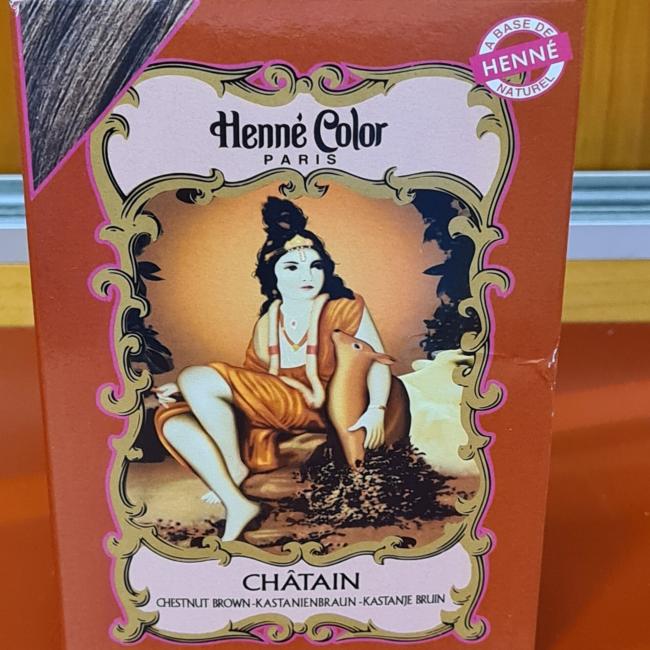 À BASE DE
HENNÉ
NATUREL
Henné Color
PARIS
CHÂTAIN
CHESTNUT BROWN-KASTANIENBRAUN-KASTANJE BRUIN